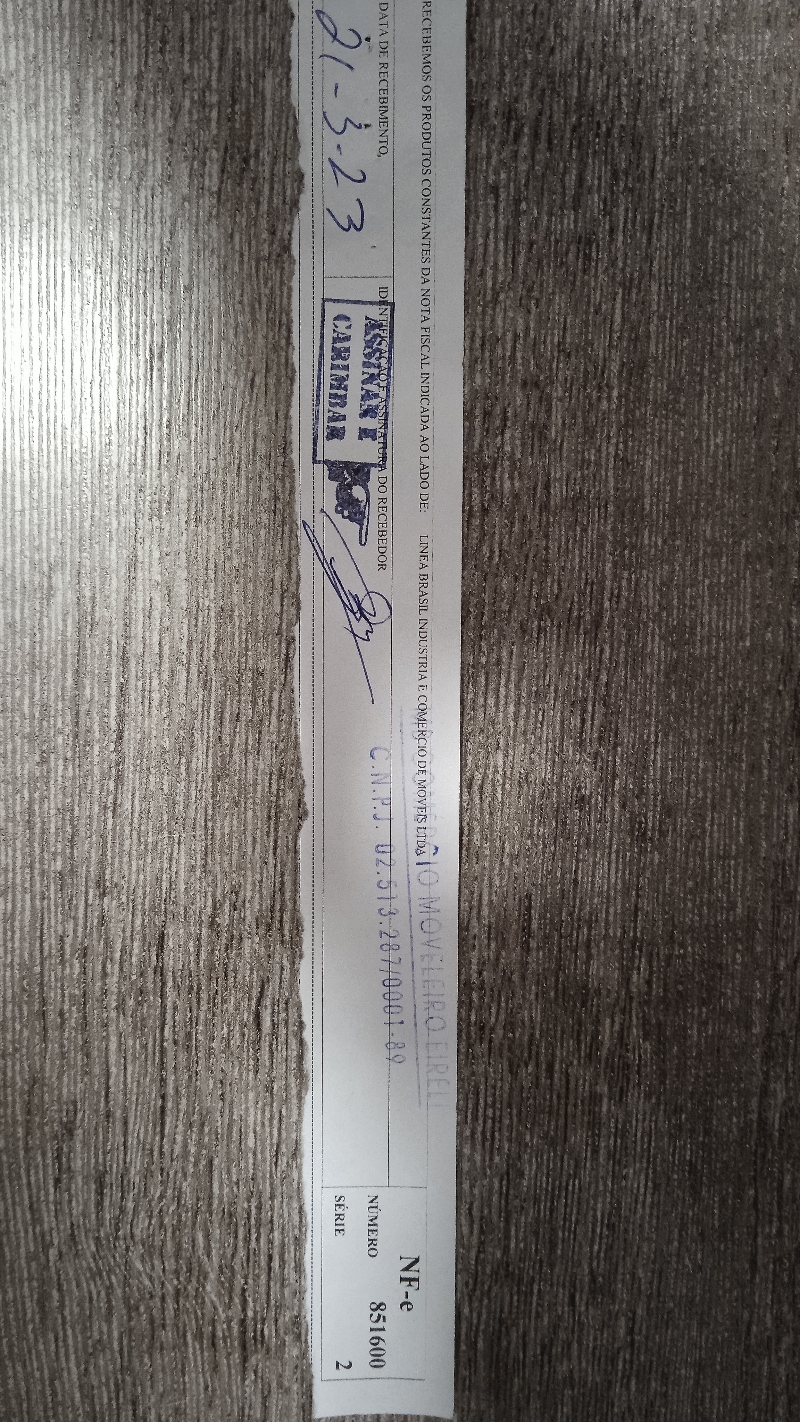 RECEBEMOS OS PRODUTOS CONSTANTES DA NOTA FISCAL INDICADA AO LADO DE: LINEA BRASIL INDUSTRIA E COMERCIO DE MOVEIS LTDA
MOVELEIRO EIRELI
DATA DE RECEBIMENTO,
21-3-23
IDENTIFICAÇÃO E ASSINATURA DO RECEBEDOR
ASSINAR E
CARIMBAR
C.N.P.J. 02.513.287/0001-89
NF-e
NÚMERO 851600
SÉRIE 2